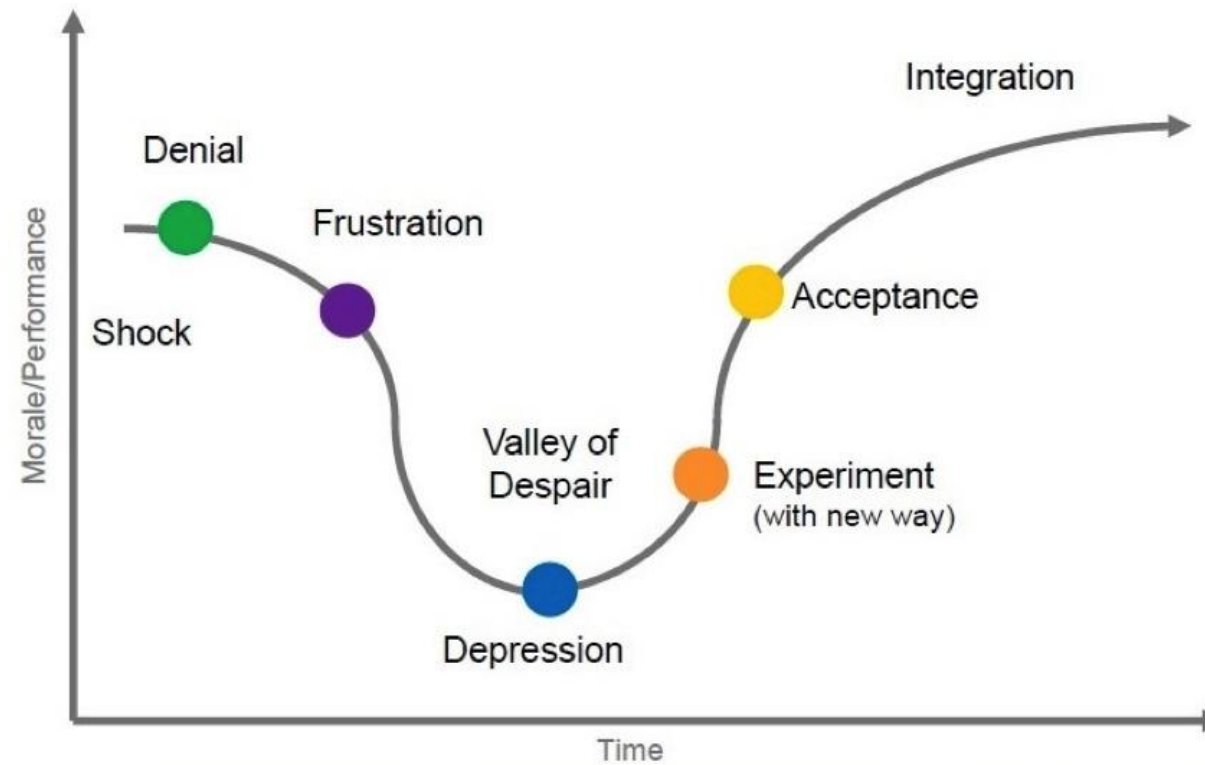 Integration
Denial
Frustration
Shock
Acceptance
Valley of
Despair
Experiment
(with new way)
Depression
Morale/Performance
Time